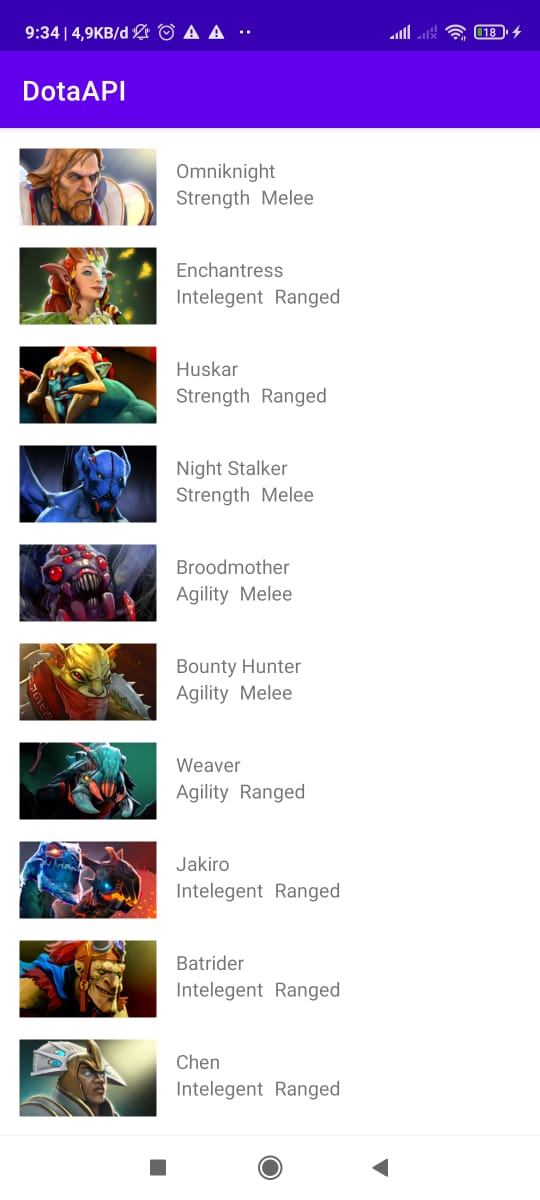 9:34 | 4,9KB/d 18
DotaAPI
Omniknight
Strength Melee
Enchantress
Intelegent Ranged
Huskar
Strength Ranged
Night Stalker
Strength Melee
Broodmother
Agility Melee
Bounty Hunter
Agility Melee
Weaver
Agility Ranged
Jakiro
Intelegent Ranged
Batrider
Intelegent Ranged
Chen
Intelegent Ranged